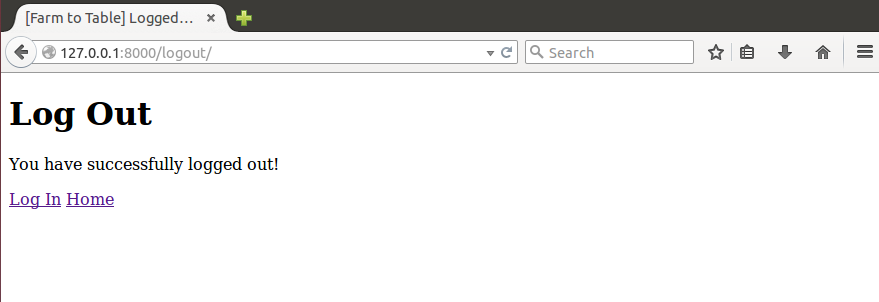 [Farm to Table] Logged...
127.0.0.1:8000/logout/
Search
Log Out
You have successfully logged out!
Log In Home